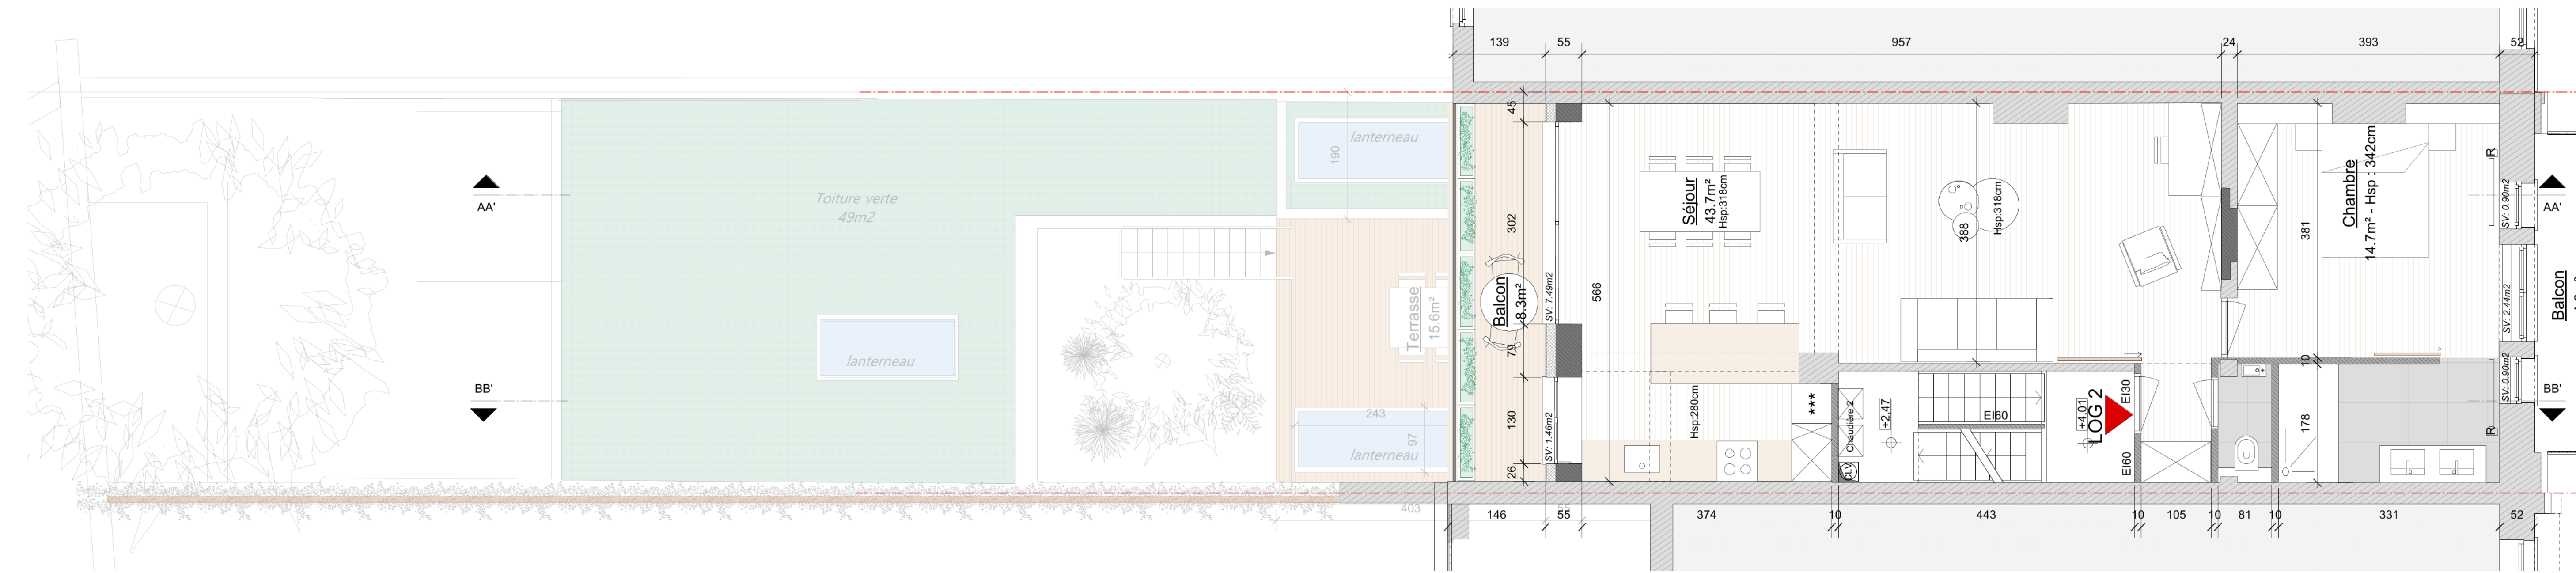 139
55
957
24
393
52
45
lanterneau
190
Toiture verte
49m2
AA'
302
SV: 7.49m2
Séjour
43.7m²
Hsp:318cm
388
Hsp:318cm
381
Chambre
14.7m² - Hsp : 342cm
R
SV: 0.90m2
AA'
Balcon
8.3m²
566
SV: 2.44m2
Balcon
Terrasse
15.6m²
79
lanterneau
10
SV: 0.90m2
BB'
BB'
243
97
lanterneau
130
SV: 1.46m2
26
Hsp:280cm
***
Chaudière 2
+2,47
EI60
+4,01
LOG 2
EI30
EI60
178
R
403
146
55
374
10
443
10
105
10
81
10
331
52